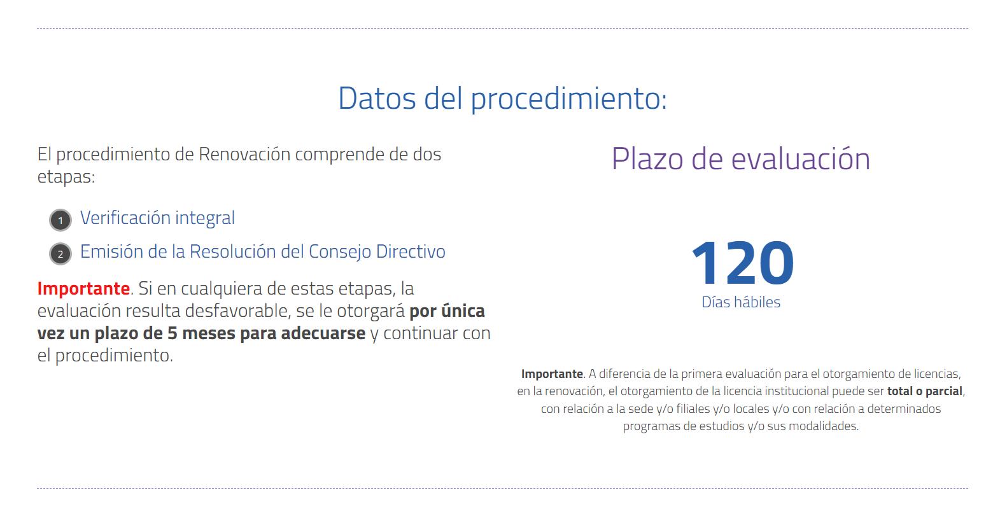 Datos del procedimiento:
El procedimiento de Renovación comprende de dos
etapas:
1 Verificación integral
2 Emisión de la Resolución del Consejo Directivo
Importante. Si en cualquiera de estas etapas, la
evaluación resulta desfavorable, se le otorgará por única
vez un plazo de 5 meses para adecuarse y continuar con
el procedimiento.
Plazo de evaluación
120
Días hábiles
Importante. A diferencia de la primera evaluación para el otorgamiento de licencias,
en la renovación, el otorgamiento de la licencia institucional puede ser total o parcial,
con relación a la sede y/o filiales y/o locales y/o con relación a determinados
programas de estudios y/o sus modalidades.